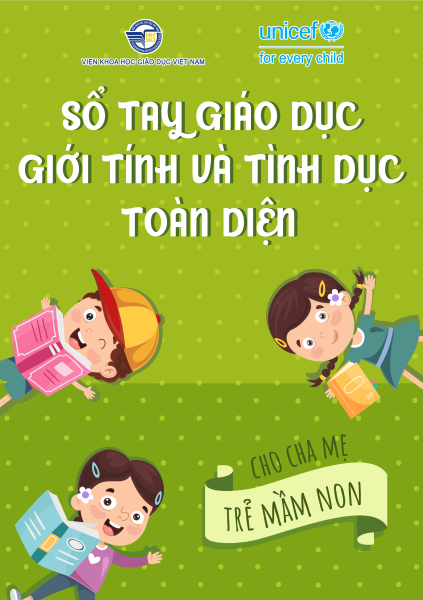 VIỆN KHOA HỌC GIÁO DỤC VIỆT NAM
unicef
for every child
SỔ TAY GIÁO DỤC
GIỚI TÍNH VÀ TÌNH DỤC
TOÀN DIỆN
CHO CHA MẸ
TRẺ MẦM NON